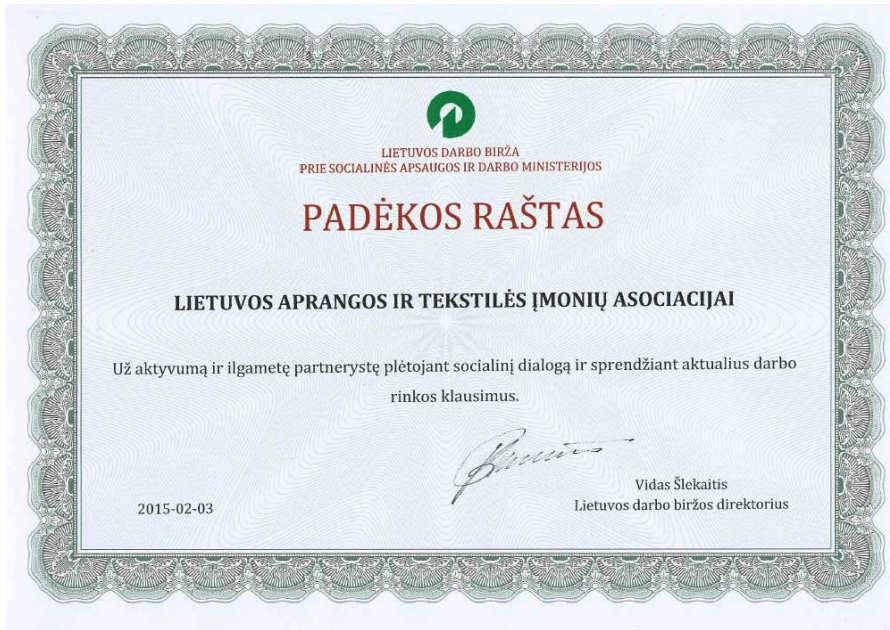 LIETUVOS DARBO BIRŽA
PRIE SOCIALINĖS APSAUGOS IR DARBO MINISTERIJOS
PADĖKOS RAŠTAS
LIETUVOS APRANGOS IR TEKSTILĖS ĮMONIŲ ASOCIACIJAI
Už aktyvumą ir ilgametę partnerystę plėtojant socialinį dialogą ir sprendžiant aktualius darbo
rinkos klausimus.
Vidas Šlekaitis
2015-02-03
Lietuvos darbo biržos direktorius